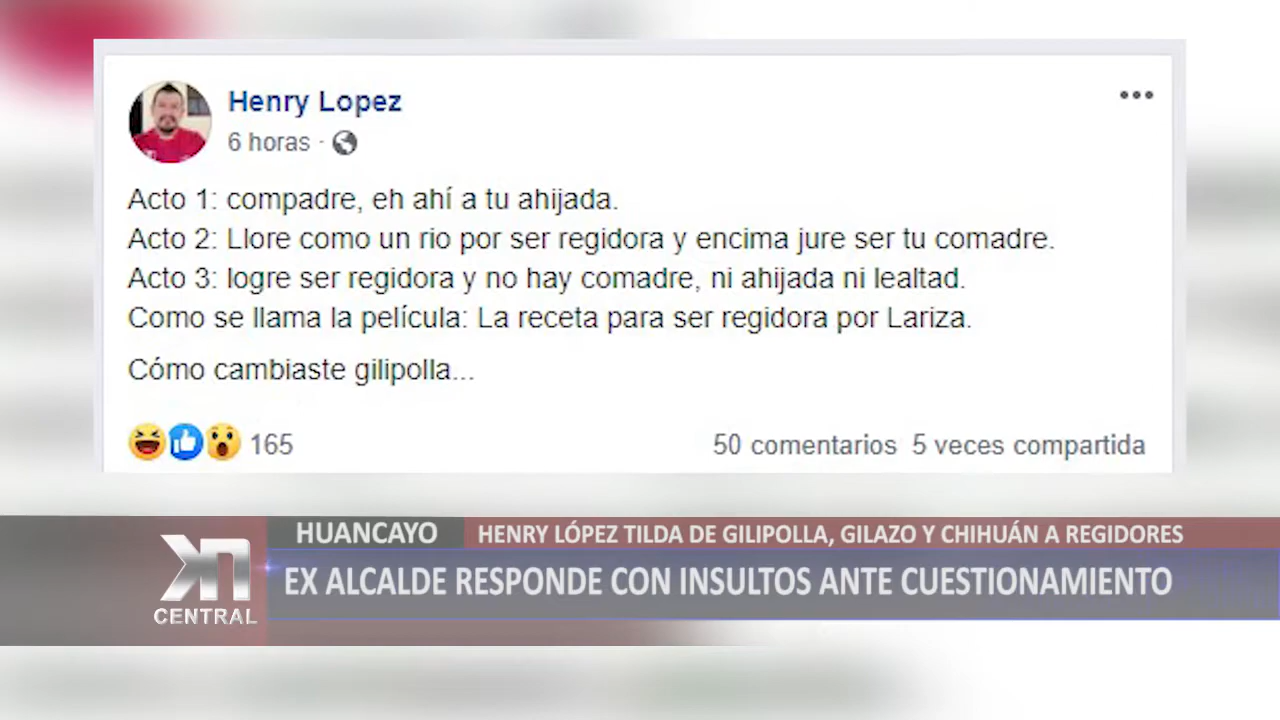 Henry Lopez
6 horas ·
Acto 1: compadre, eh ahí a tu ahijada.
Acto 2: Llore como un rio por ser regidora y encima jure ser tu comadre.
Acto 3: logre ser regidora y no hay comadre, ni ahijada ni lealtad.
Como se llama la película: La receta para ser regidora por Lariza.
Cómo cambiaste gilipolla...
165
50 comentarios 5 veces compartida
HUANCAYO
HENRY LÓPEZ TILDA DE GILIPOLLA, GILAZO Y CHIHUÁN A REGIDORES
EX ALCALDE RESPONDE CON INSULTOS ANTE CUESTIONAMIENTO
KN
CENTRAL